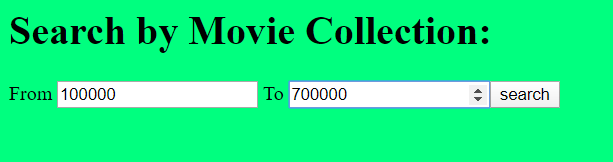 Search by Movie Collection:
From 100000 To 700000 search